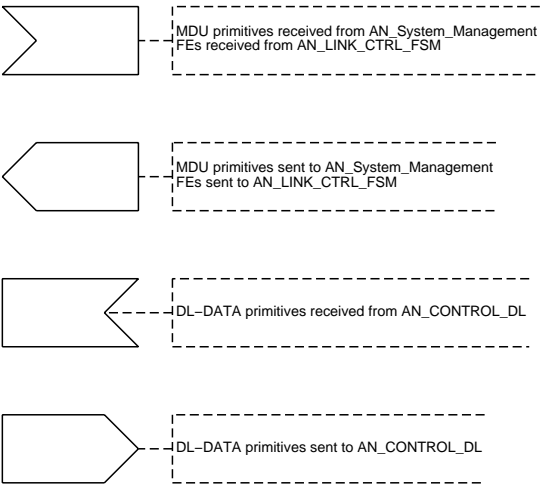 MDU primitives received from AN_System_Management
FEs received from AN_LINK_CTRL_FSM
MDU primitives sent to AN_System_Management
FEs sent to AN_LINK_CTRL_FSM
DL−DATA primitives received from AN_CONTROL_DL
DL−DATA primitives sent to AN_CONTROL_DL